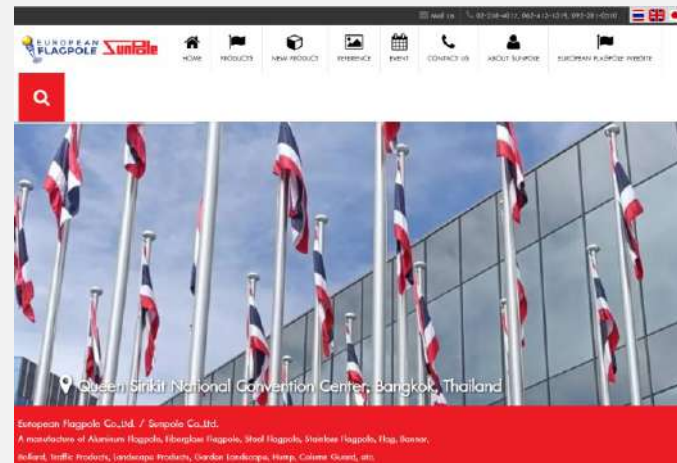 Mail Us
EUROPEAN
FLAGPOLE
SunPole
HOME
PRODUCTS
NEW PRODUCT
REFERENCE
EVENT
CONTACT US
ABOUT SUNPOLE
EUROPEAN FLAGPOLE WEBSITE
Queen Sirikit National Convention Center, Bangkok, Thailand
European Flagpole Co.,Ltd. / Sunpole Co.,Ltd.
A manufacture of Aluminum Flagpole, Fiberglass Flagpole, Steel Flagpole, Stainless Flagpole, Flag, Banner,
Bollard, Traffic Products, Landscape Products, Garden Landscape, Hump, Column Guard, etc.